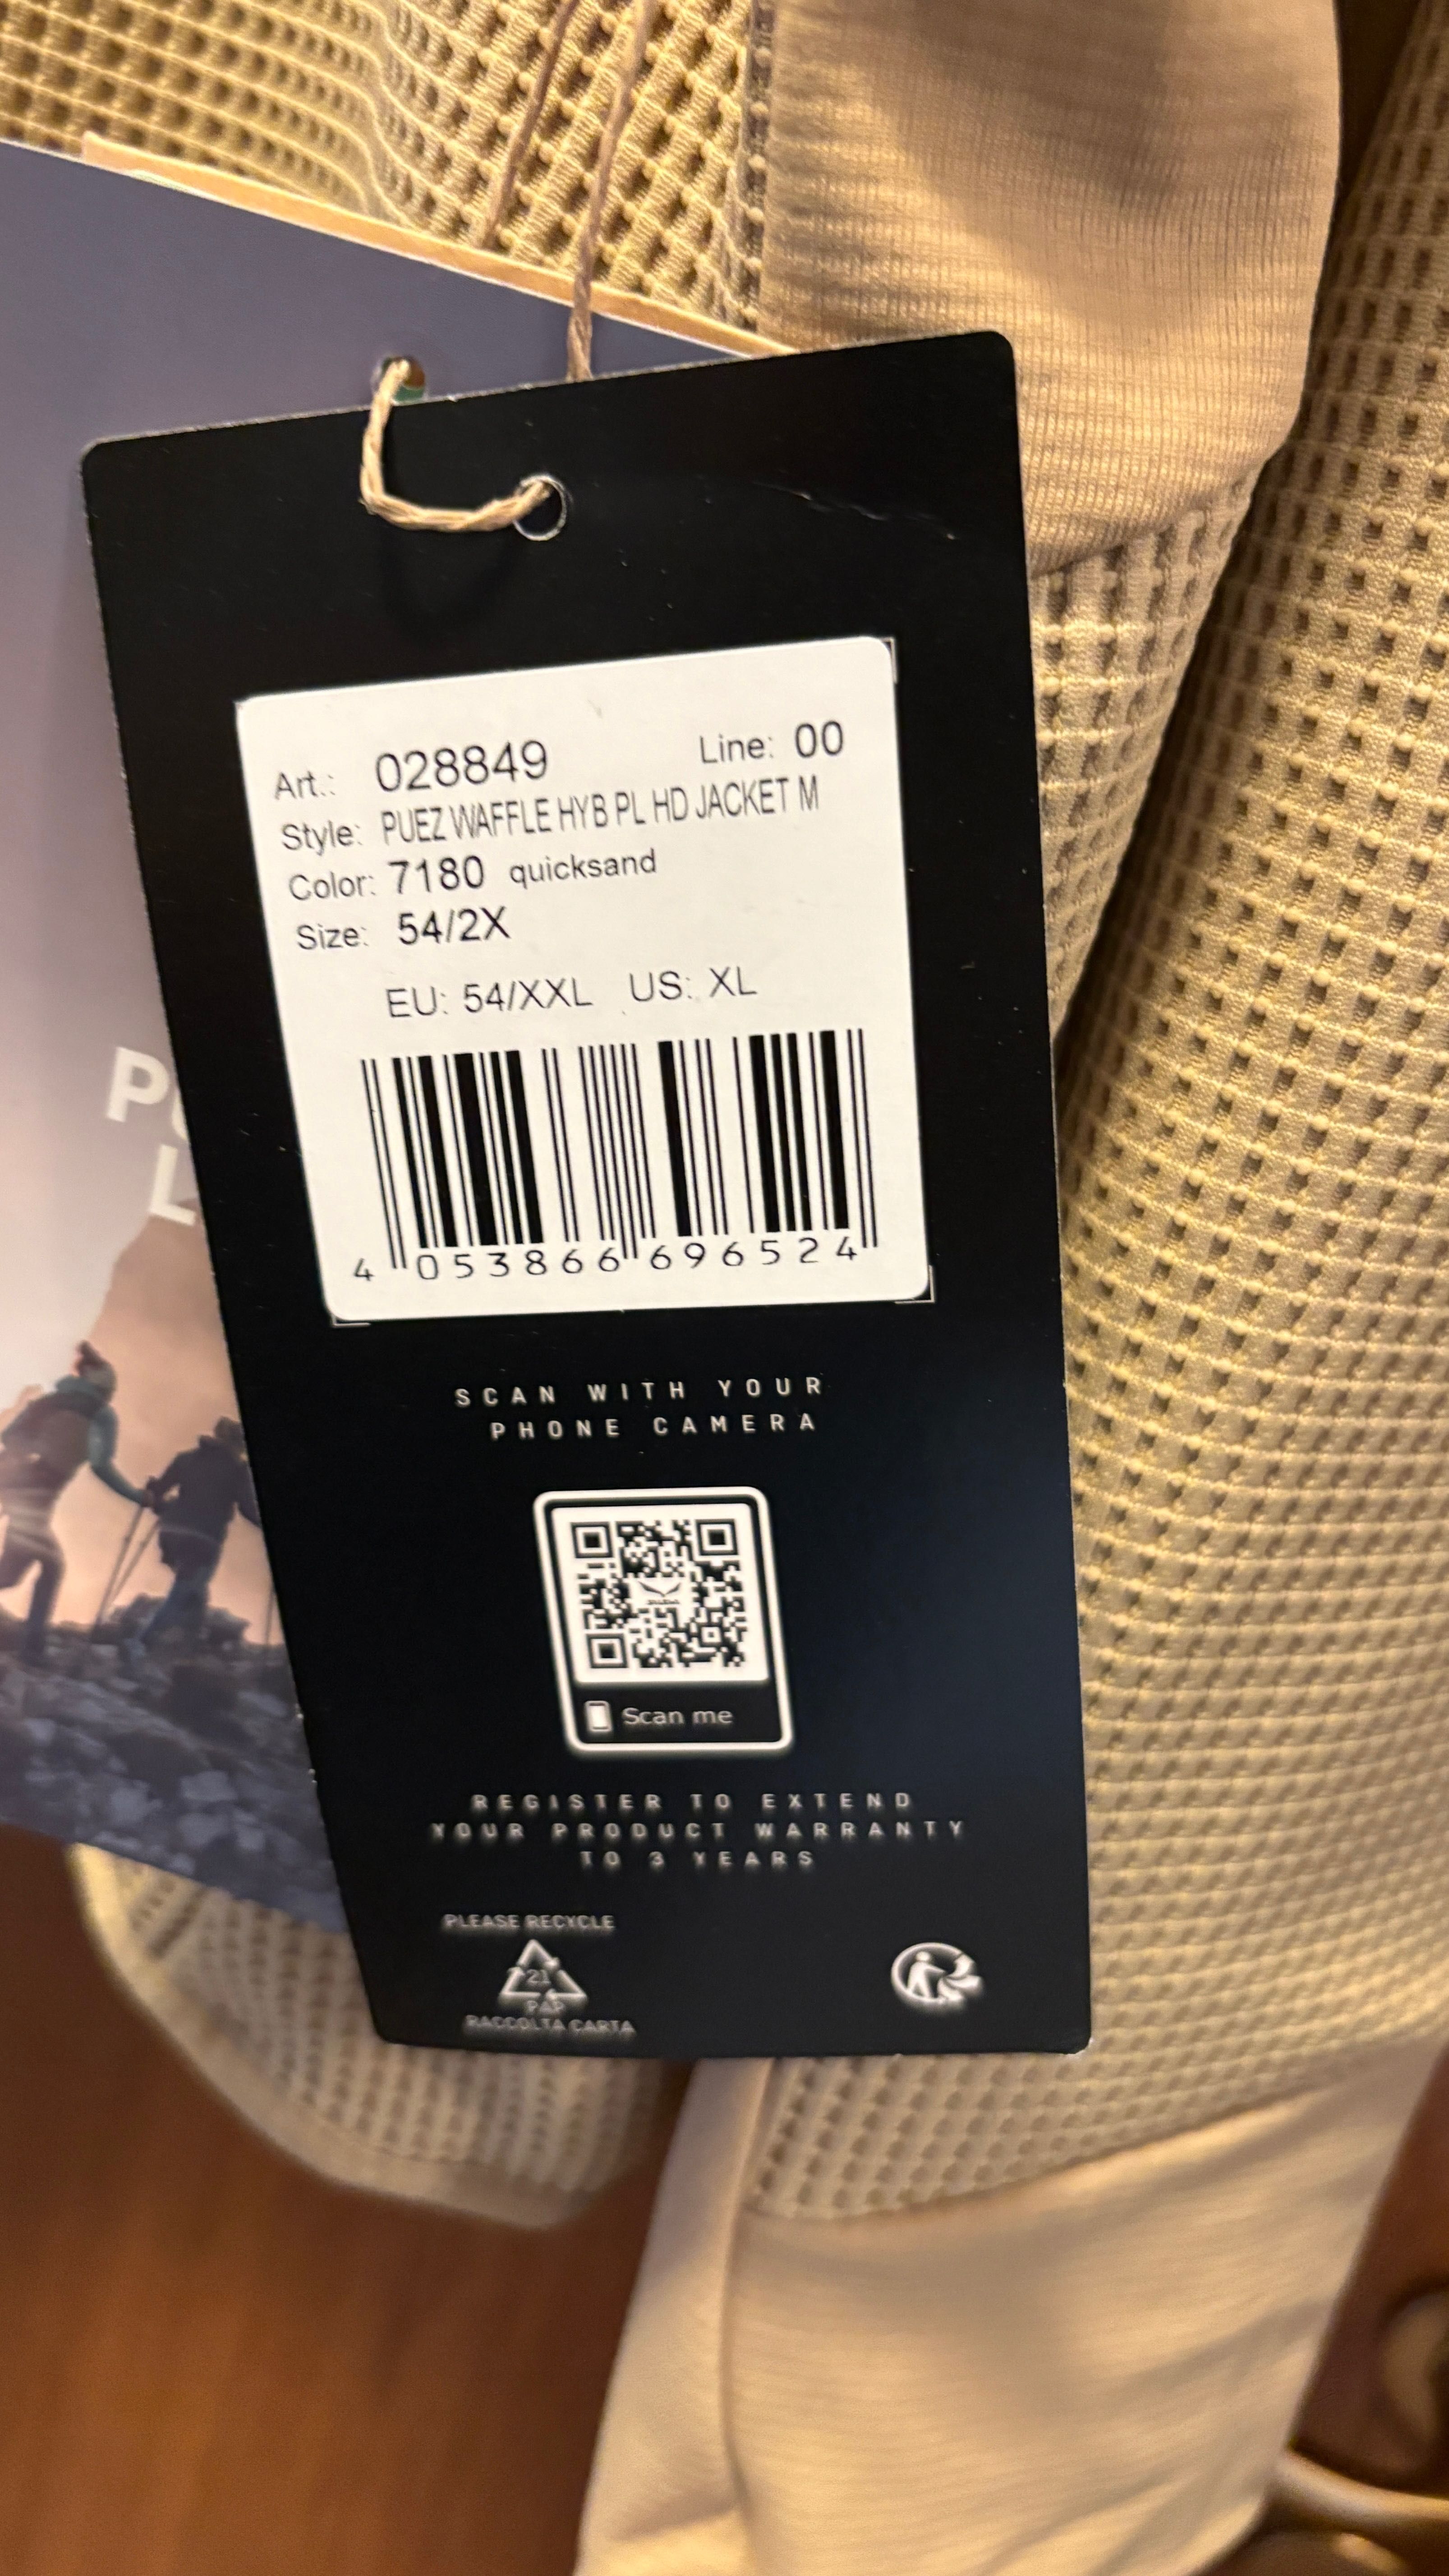 Art.: 028849 Line: 00
Style: PUEZ WAFFLE HYB PL HD JACKET M
Color: 7180 quicksand
Size: 54/2X
EU: 54/XXL US: XL
4 053866 696524
SCAN WITH YOUR
PHONE CAMERA
Scan me
REGISTER TO EXTEND
YOUR PRODUCT WARRANTY
TO 3 YEARS
PLEASE RECYCLE
21
PAP
RACCOLTA CARTA